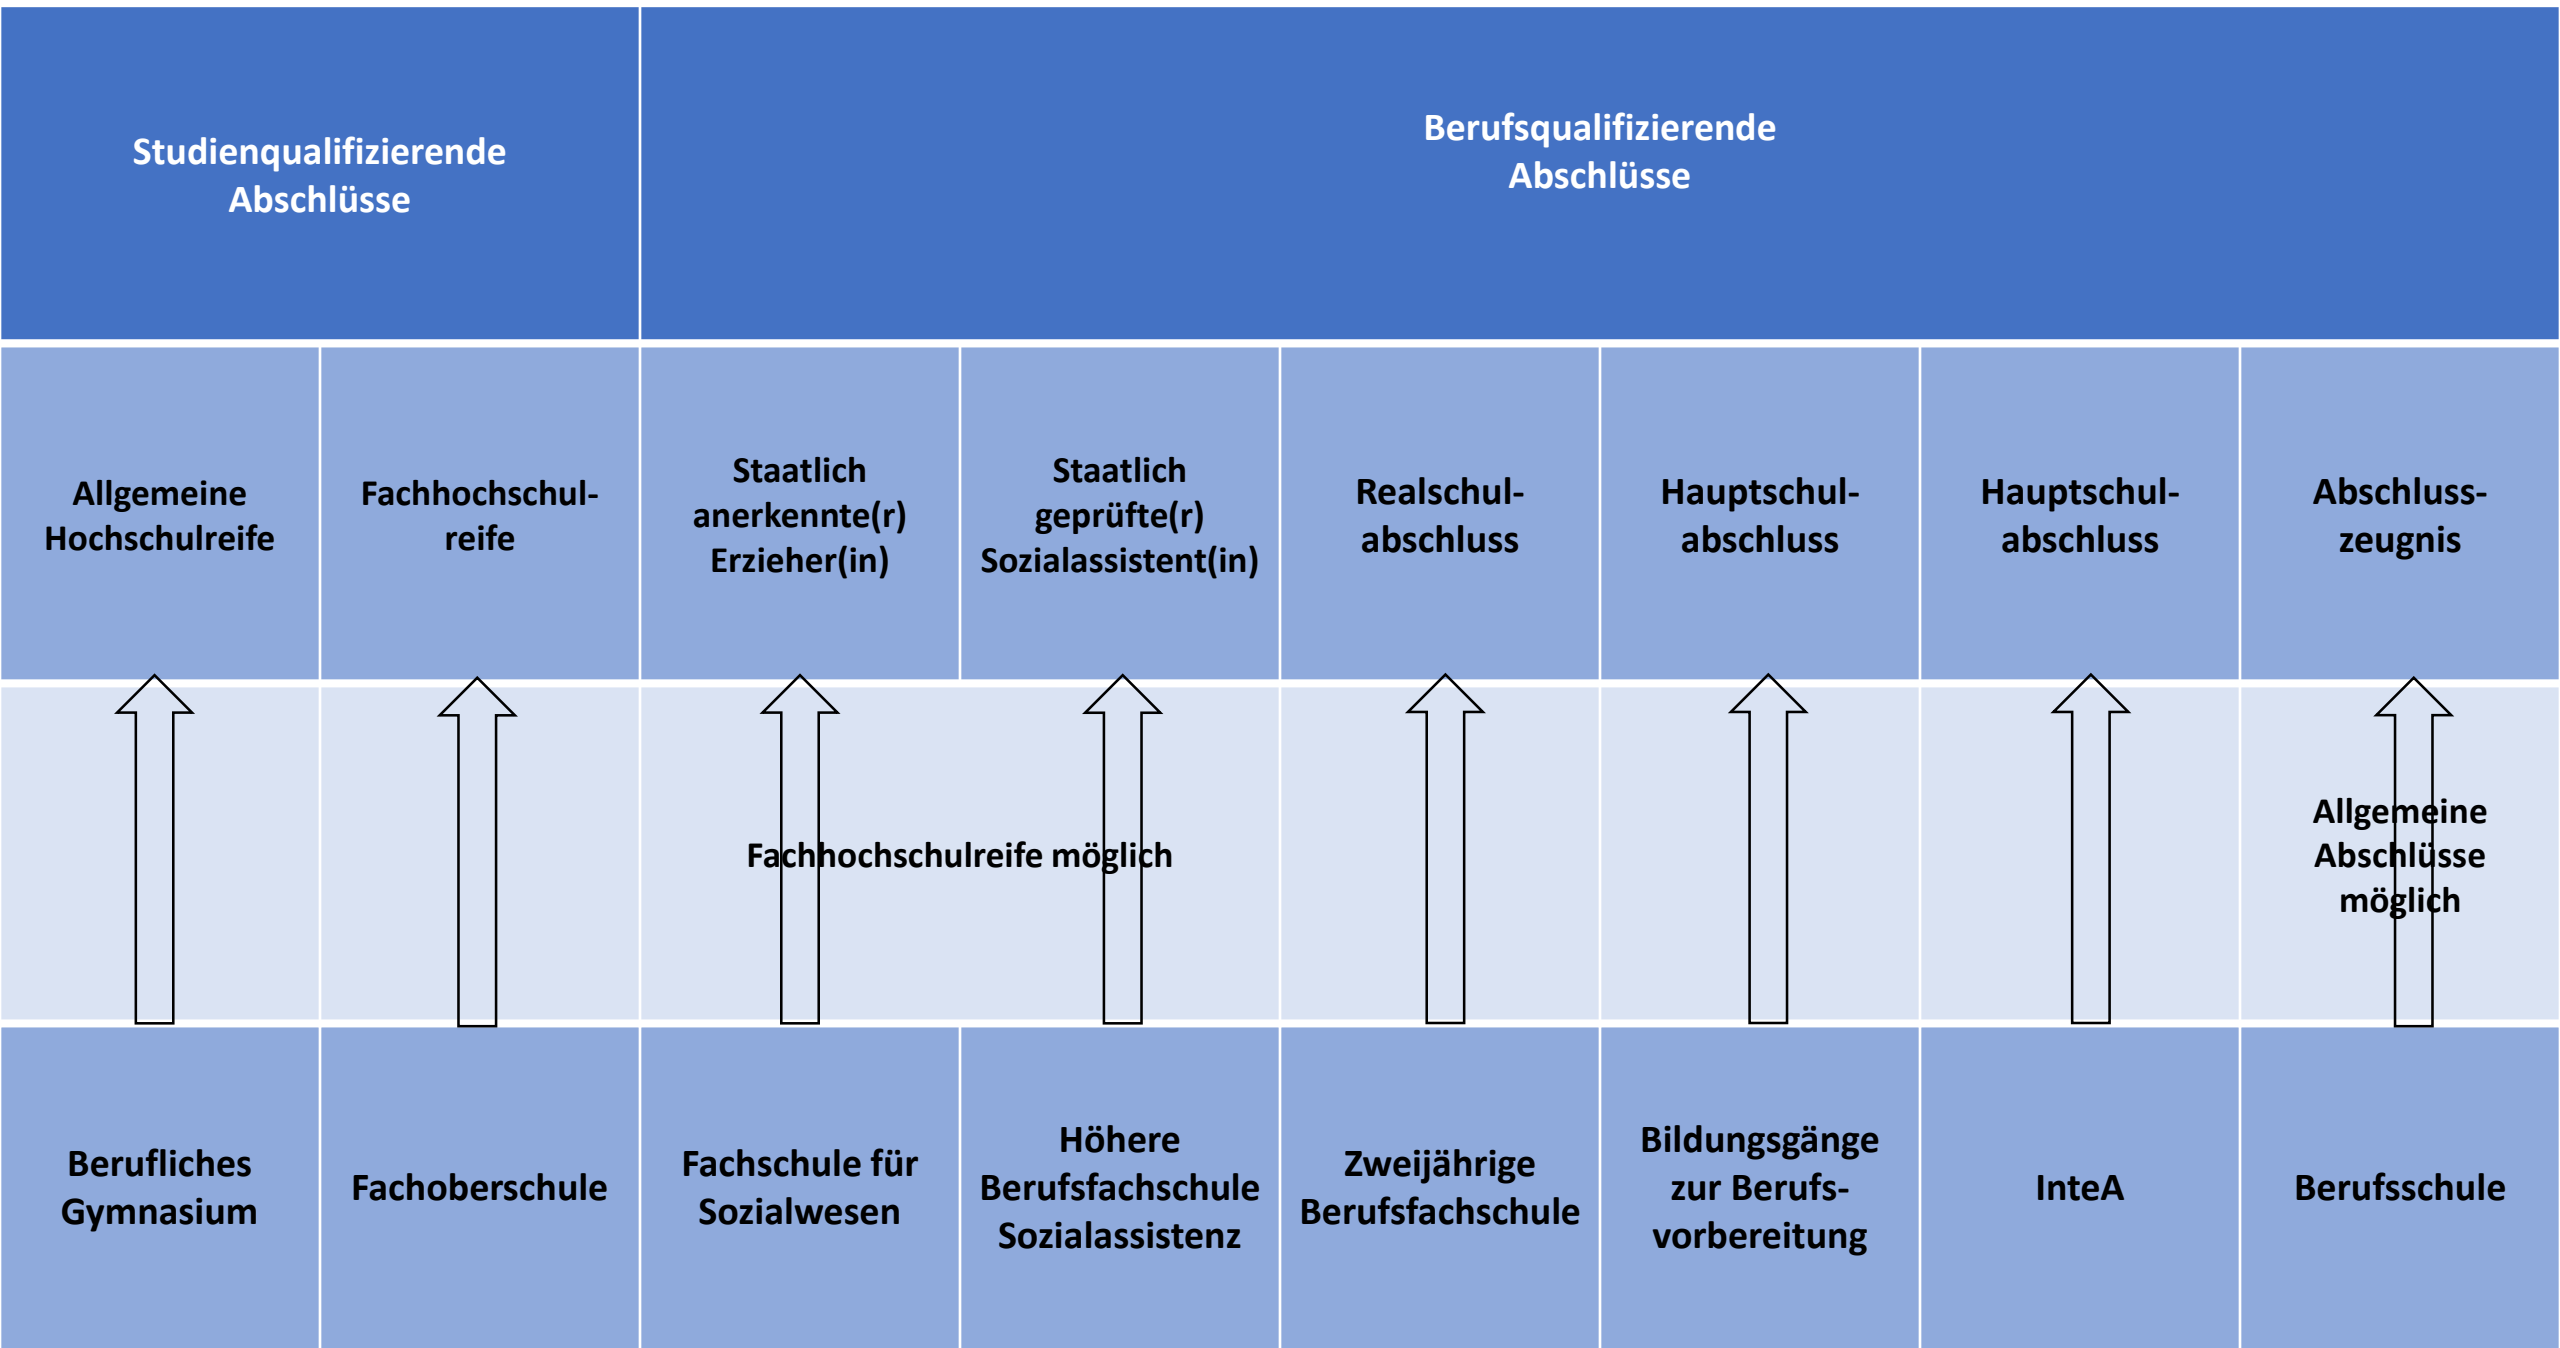 Studienqualifizierende
Abschlüsse
Berufsqualifizierende
Abschlüsse
Allgemeine
Hochschulreife
Fachhochschul-
reife
Staatlich
anerkennte(r)
Erzieher(in)
Staatlich
geprüfte(r)
Sozialassistent(in)
Realschul-
abschluss
Hauptschul-
abschluss
Hauptschul-
abschluss
Abschluss-
zeugnis
Fachhochschulreife möglich
Allgemeine
Abschlüsse
möglich
Berufliches
Gymnasium
Fachoberschule
Fachschule für
Sozialwesen
Höhere
Berufsfachschule
Sozialassistenz
Zweijährige
Berufsfachschule
Bildungsgänge
zur Berufs-
vorbereitung
InteA
Berufsschule